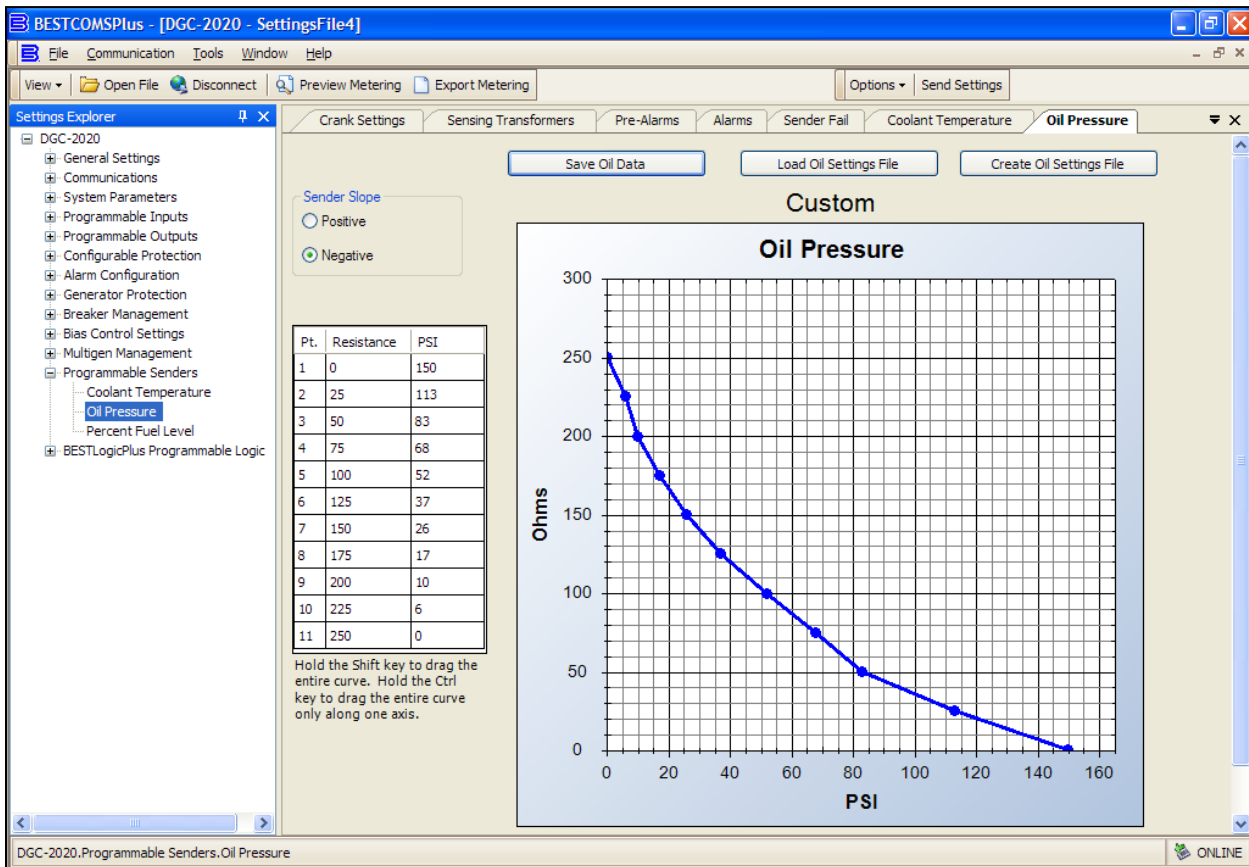 BESTCOMSPlus - [DGC-2020 - SettingsFile4]
File Communication Tools Window Help
View Open File Disconnect Preview Metering Export Metering Options Send Settings
Settings Explorer
DGC-2020
General Settings
Communications
System Parameters
Programmable Inputs
Programmable Outputs
Configurable Protection
Alarm Configuration
Generator Protection
Breaker Management
Bias Control Settings
Multigen Management
Programmable Senders
Coolant Temperature
Oil Pressure
Percent Fuel Level
BESTLogicPlus Programmable Logic
Crank Settings Sensing Transformers Pre-Alarms Alarms Sender Fail Coolant Temperature Oil Pressure
Save Oil Data Load Oil Settings File Create Oil Settings File
Sender Slope
Positive
Negative
Pt. Resistance PSI
1 0 150
2 25 113
3 50 83
4 75 68
5 100 52
6 125 37
7 150 26
8 175 17
9 200 10
10 225 6
11 250 0
Hold the Shift key to drag the
entire curve. Hold the Ctrl
key to drag the entire curve
only along one axis.
Custom
Oil Pressure
300
250
200
150
100
50
0
Ohms
0 20 40 60 80 100 120 140 160
PSI
DGC-2020.Programmable Senders.Oil Pressure ONLINE